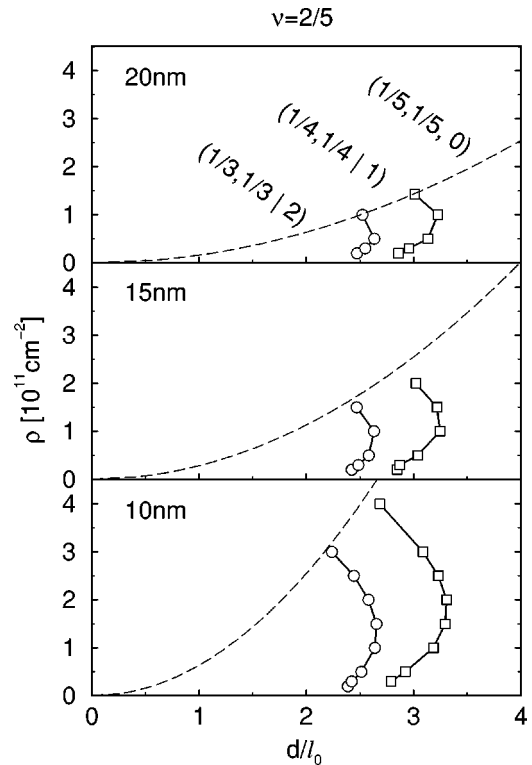 ν=2/5
20nm
(1/3,1/3 | 2)
(1/4,1/4 | 1)
(1/5,1/5, 0)
4
3
2
1
0
15nm
4
3
2
1
0
ρ [10¹¹cm⁻²]
10nm
4
3
2
1
0
0 1 2 3 4
d/l₀